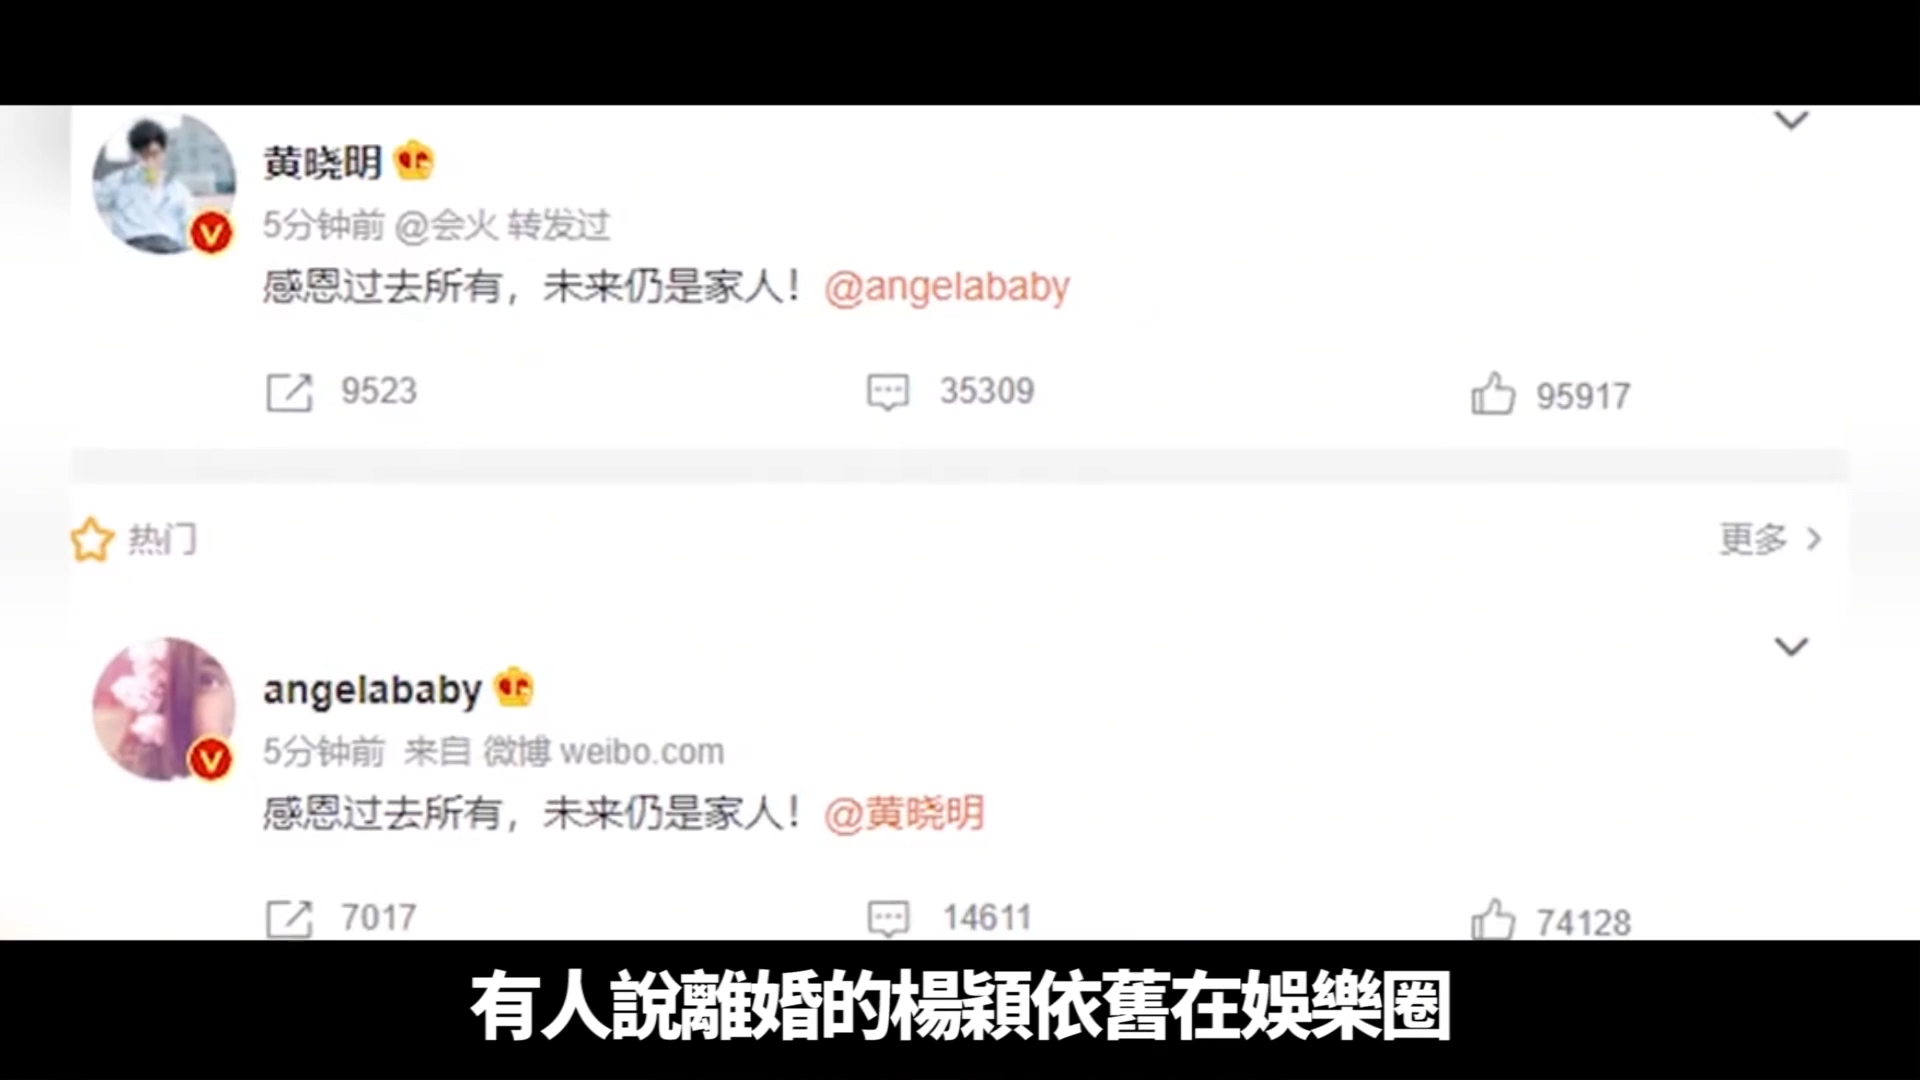 黄晓明
5分钟前 @会火 转发过
感恩过去所有，未来仍是家人！@angelababy
9523 35309 95917
热门 更多
angelababy
5分钟前 来自 微博 weibo.com
感恩过去所有，未来仍是家人！@黄晓明
7017 14611 74128
有人說離婚的楊穎依舊在娛樂圈